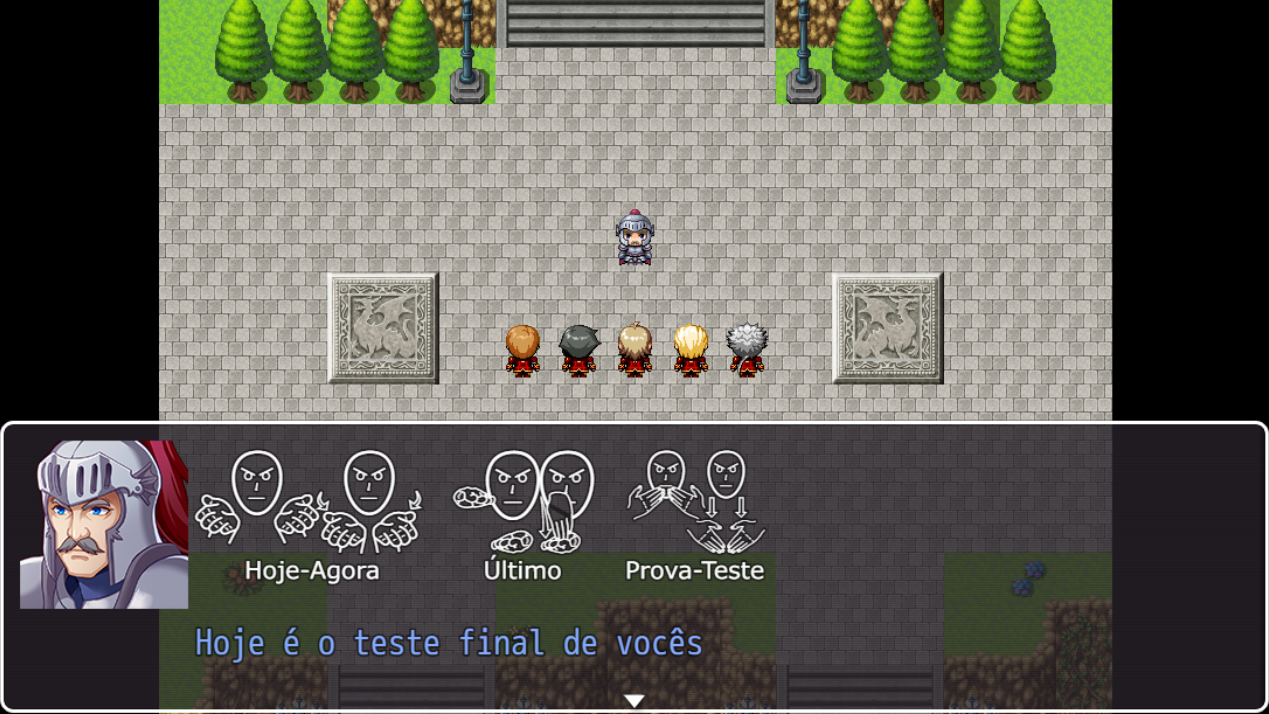 Hoje-Agora Último Prova-Teste
Hoje é o teste final de vocês